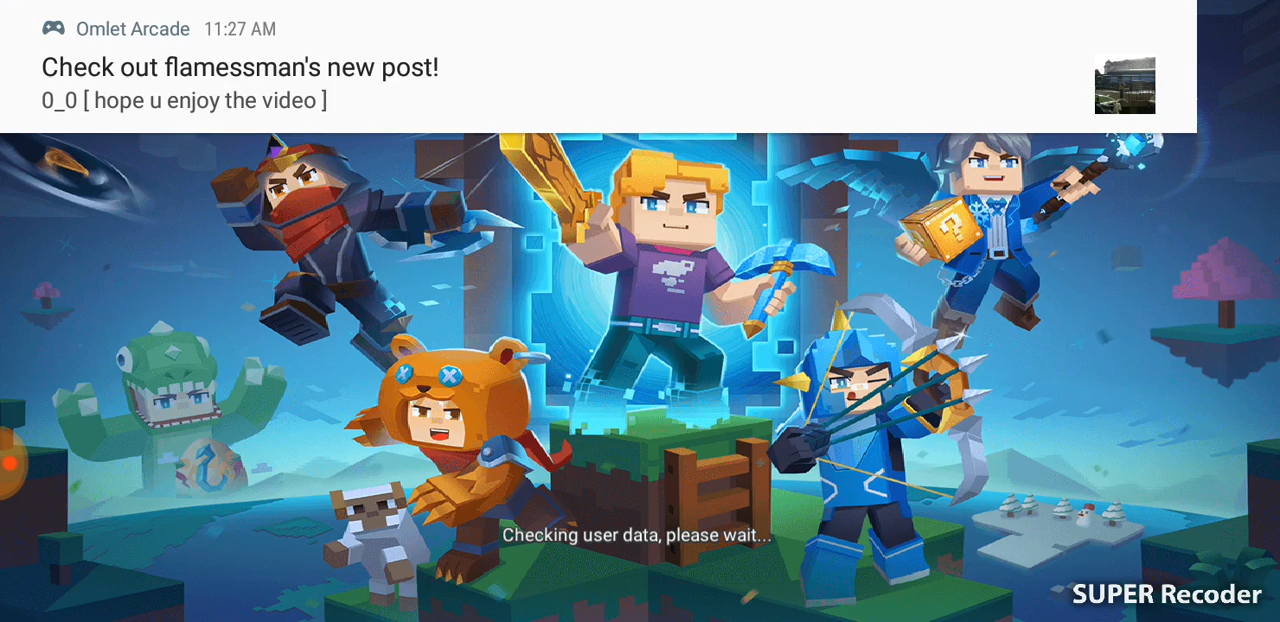 Omlet Arcade 11:27 AM
Check out flamessman's new post!
0_0 [ hope u enjoy the video ]
?
Checking user data, please wait...
SUPER Recoder